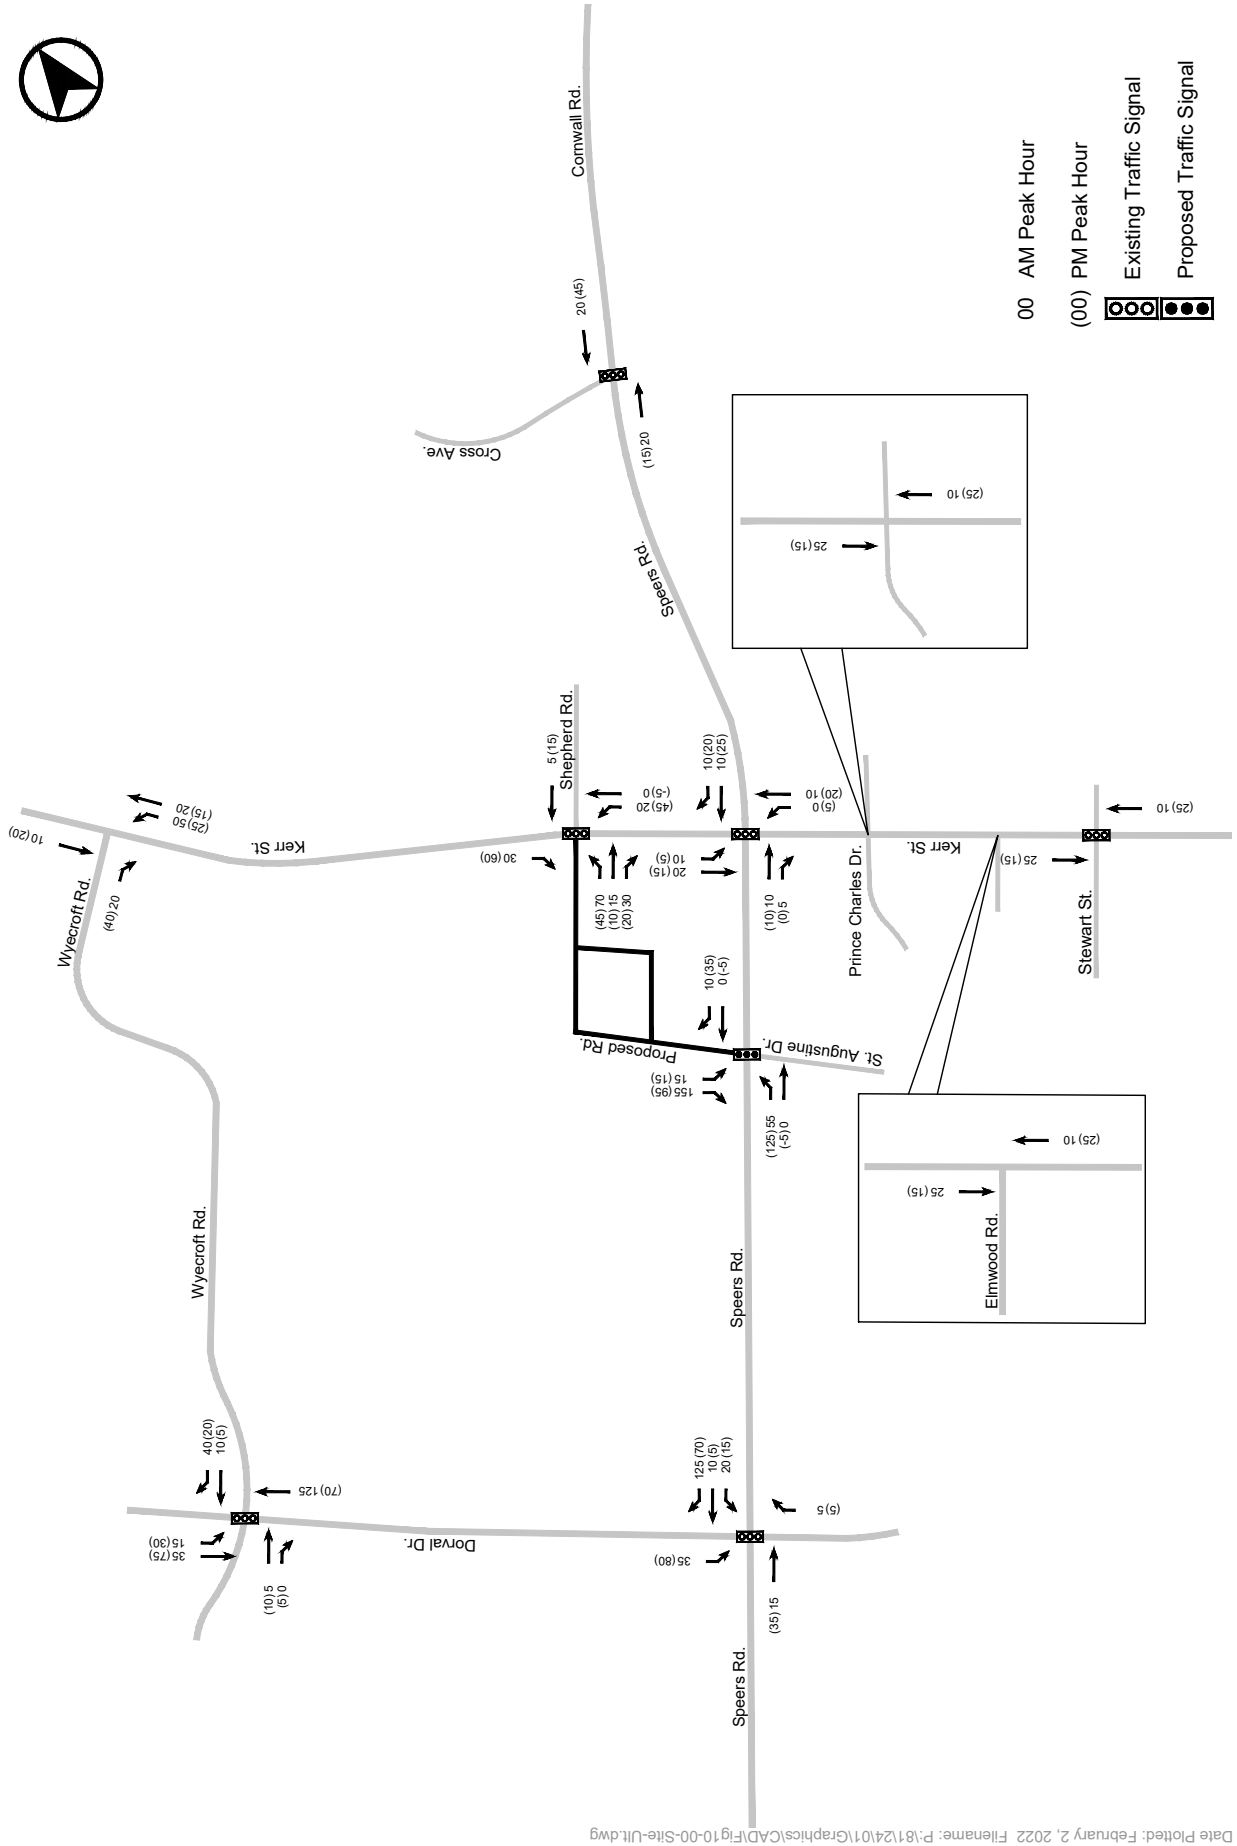 Cornwall Rd.
20 (45)
Cross Ave.
(15) 20
Speers Rd.
00 AM Peak Hour
(00) PM Peak Hour
Existing Traffic Signal
Proposed Traffic Signal
(25) 10
25 (15)
Shepherd Rd.
5 (15)
(-5) 0
(45) 20
30 (60)
(45) 70
(10) 15
(20) 30
10 (20)
10 (25)
(20) 10
(5) 0
10 (5)
20 (15)
(10) 10
(0) 5
Prince Charles Dr.
Kerr St.
25 (15)
(25) 10
Stewart St.
(15) 20
(25) 50
10 (20)
Kerr St.
Wyecroft Rd.
(40) 20
10 (35)
0 (-5)
Proposed Rd.
St. Augustine Dr.
15 (15)
155 (95)
(125) 55
(-5) 0
(25) 10
25 (15)
Elmwood Rd.
Wyecroft Rd.
Speers Rd.
40 (20)
10 (5)
(70) 125
15 (30)
35 (75)
(10) 5
(5) 0
Dorval Dr.
125 (70)
10 (5)
20 (15)
(5) 5
35 (80)
(35) 15
Speers Rd.
Date Plotted: February 2, 2022 Filename: P:\81\24\01\Graphics\CAD\Fig10-00-Site-Ult.dwg